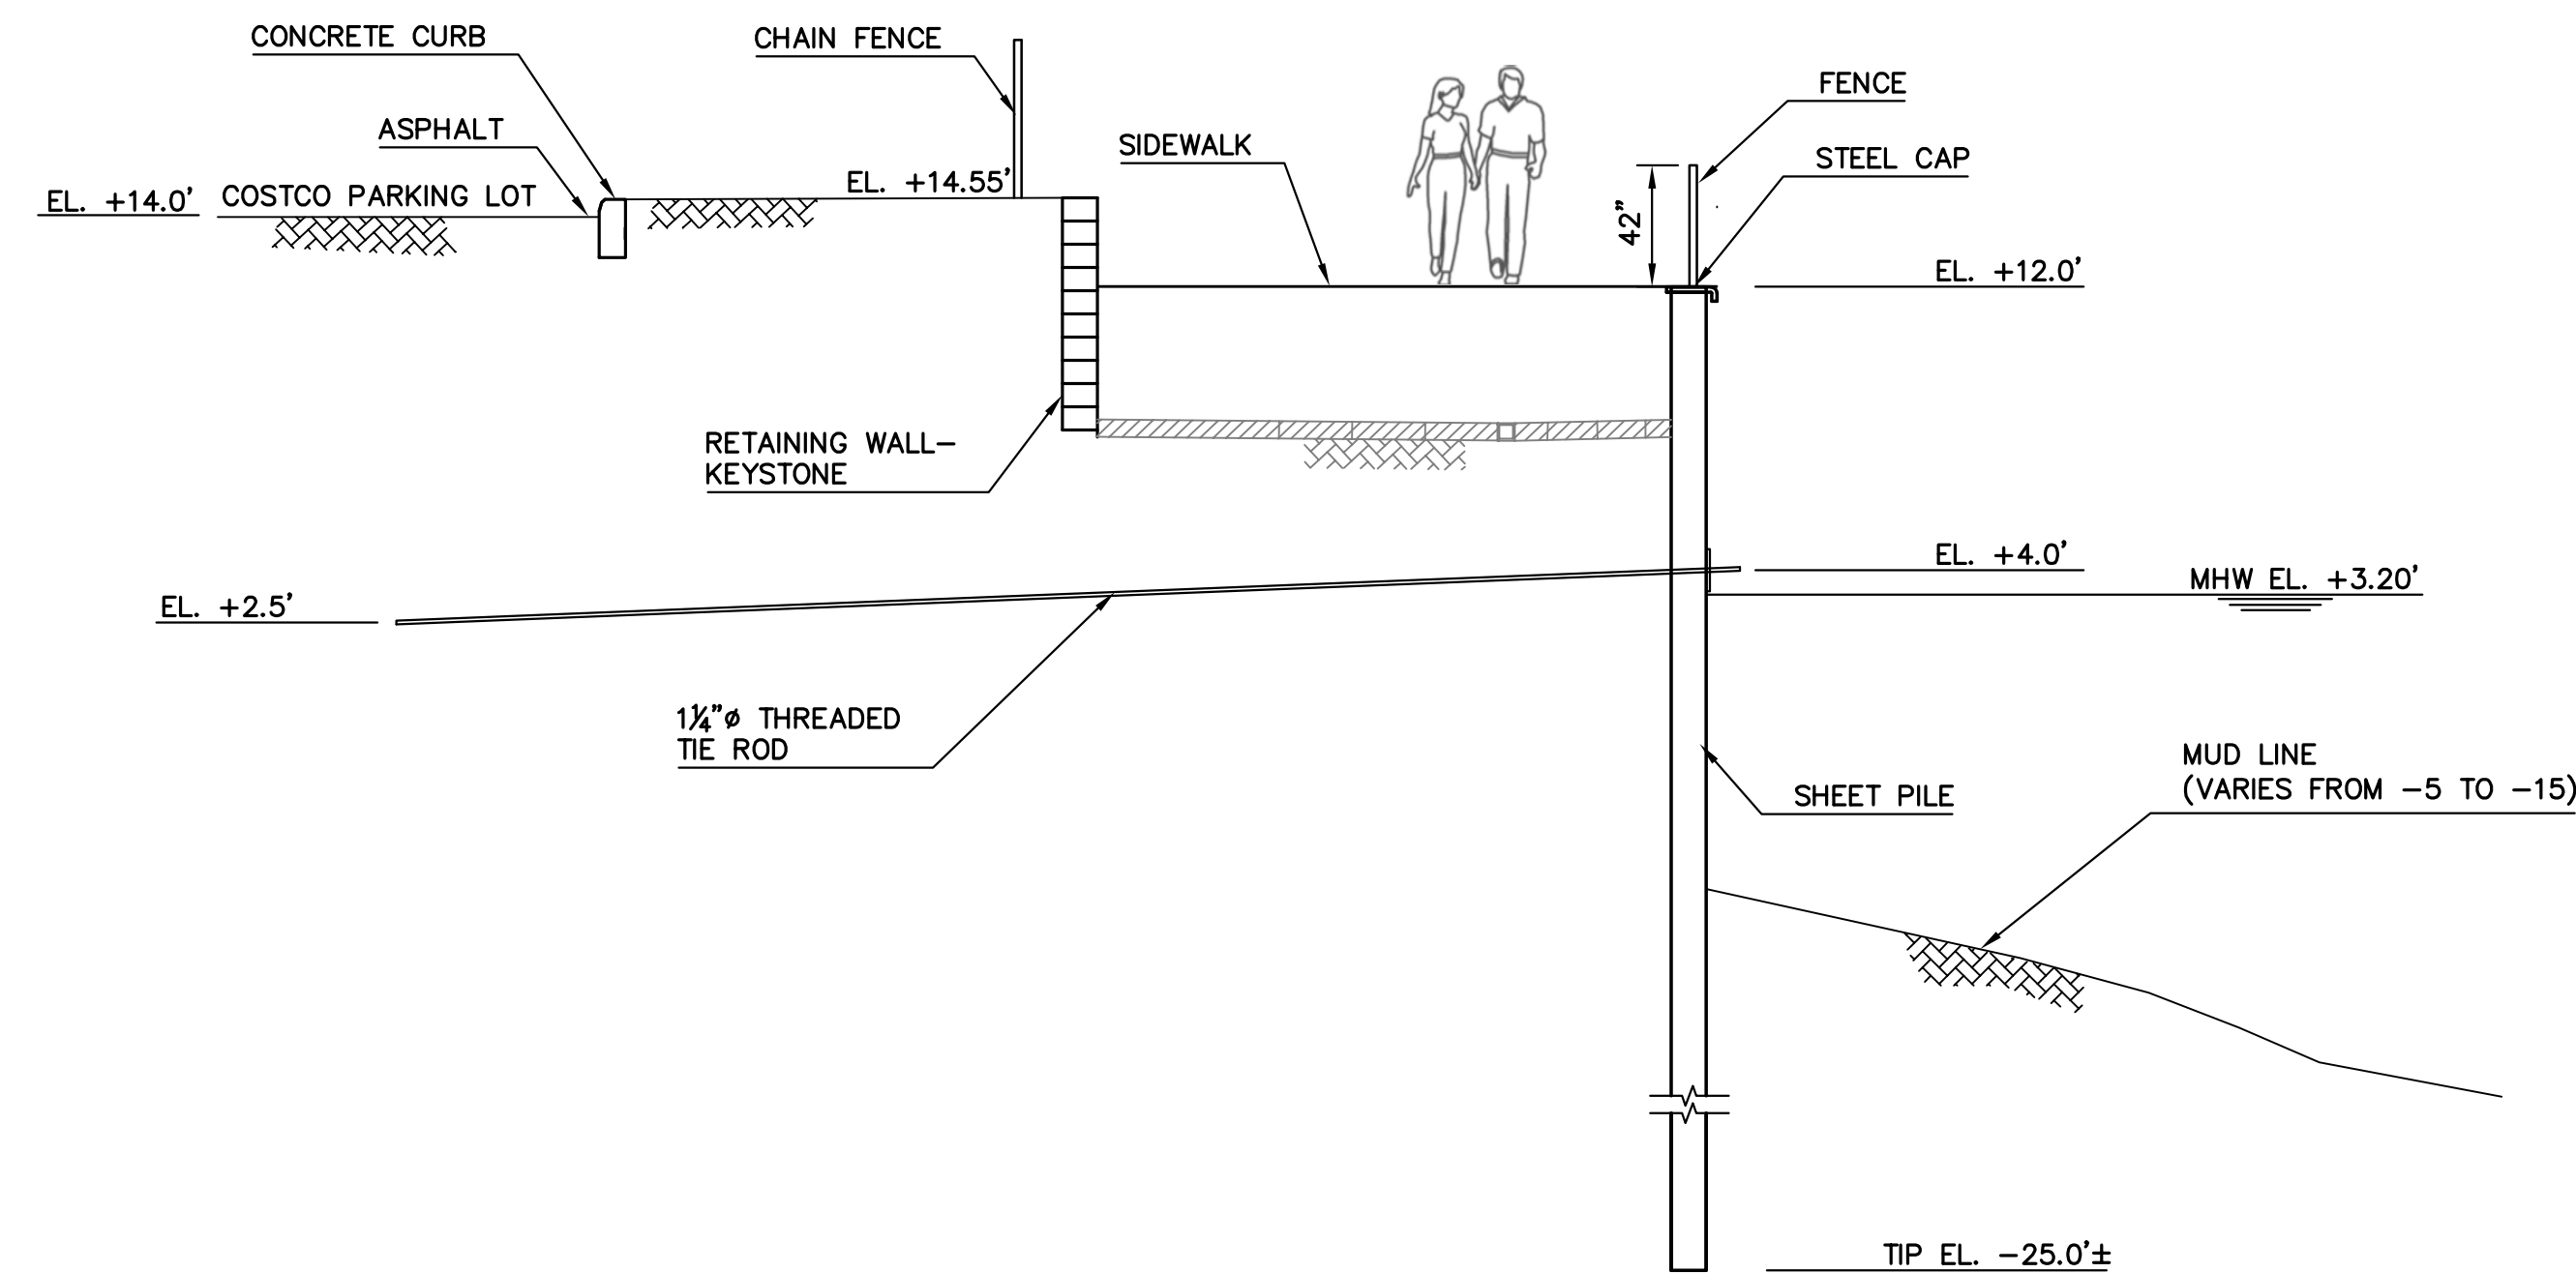 CONCRETE CURB
CHAIN FENCE
FENCE
ASPHALT
SIDEWALK
STEEL CAP
EL. +14.0'
COSTCO PARKING LOT
EL. +14.55'
42"
EL. +12.0'
RETAINING WALL-
KEYSTONE
EL. +4.0'
MHW EL. +3.20'
EL. +2.5'
1¼"ø THREADED
TIE ROD
MUD LINE
(VARIES FROM -5 TO -15)
SHEET PILE
TIP EL. -25.0'±